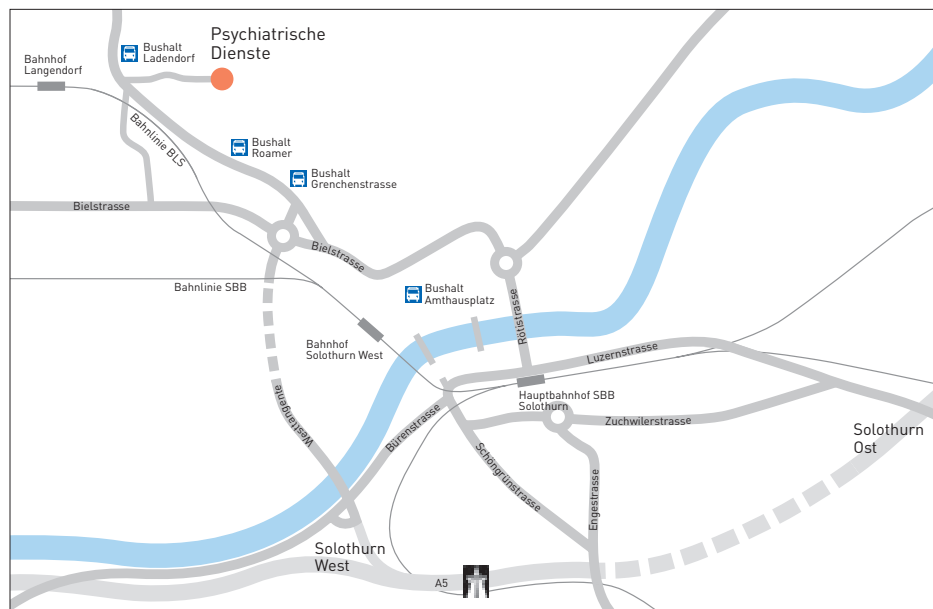 Psychiatrische
Dienste
Bushalt
Ladendorf
Bahnhof
Langendorf
Bahnlinie BLS
Bushalt
Roamer
Bushalt
Grenchenstrasse
Bielstrasse
Bielstrasse
Bahnlinie SBB
Bushalt
Amthausplatz
Rötistrasse
Bahnhof
Solothurn West
Luzernstrasse
Hauptbahnhof SBB
Solothurn
Westtangente
Bürenstrasse
Zuchwilerstrasse
Solothurn
Ost
Schöngrünstrasse
Engestrasse
Solothurn
West
A5